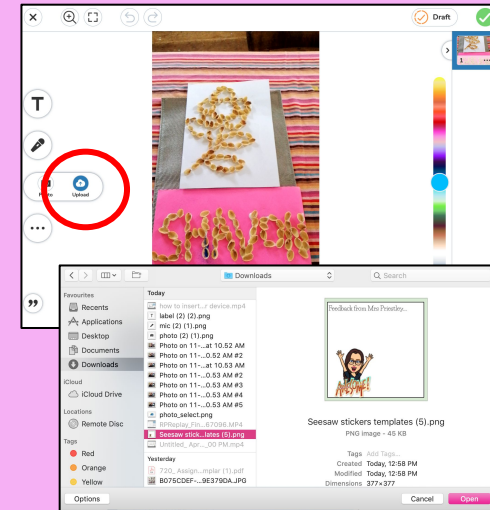 Draft
1
T
Photo Upload
SHAVON
Downloads
Search
Favourites
Recents
Applications
Desktop
Documents
Downloads
iCloud
iCloud Drive
Locations
Remote Disc
Tags
Red
Orange
Yellow
Today
how to insert...r device.mp4
label (2) (2).png
mic (2) (1).png
photo (2) (1).png
Photo on 11-...at 10.52 AM
Photo on 11-...0.52 AM #2
Photo on 11-...at 10.53 AM
Photo on 11-...0.53 AM #2
Photo on 11-...0.53 AM #3
Photo on 11-...0.53 AM #4
Photo on 11-...0.53 AM #5
photo_select.png
RPReplay_Fin...67096.MP4
Seesaw stick...lates (5).png
Untitled_ Apr..._00 PM.mp4
Yesterday
720_ Assign...mplar (1).pdf
B075CDEF-...9E379DA.JPG
Feedback from Mrs Priestley...
AWESOME!
Seesaw stickers templates (5).png
PNG image - 45 KB
Tags Add Tags...
Created Today, 12:58 PM
Modified Today, 12:58 PM
Dimensions 377×377
Options
Cancel
Open